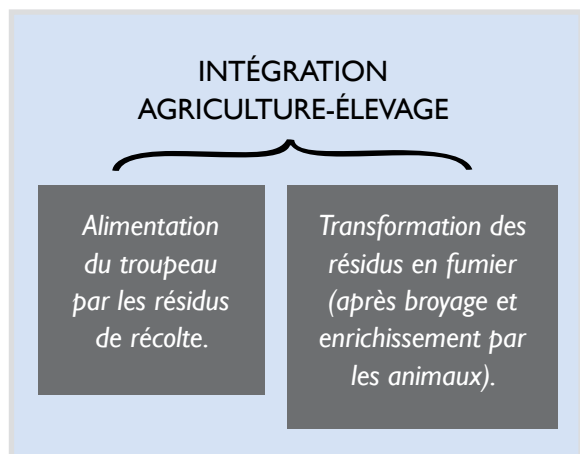 INTÉGRATION
AGRICULTURE-ÉLEVAGE
Alimentation
du troupeau
par les résidus
de récolte.
Transformation des
résidus en fumier
(après broyage et
enrichissement par
les animaux).